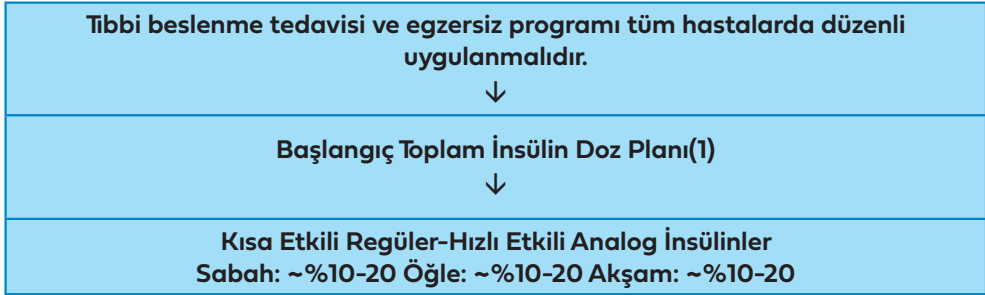 Tıbbi beslenme tedavisi ve egzersiz programı tüm hastalarda düzenli
uygulanmalıdır.
↓
Başlangıç Toplam İnsülin Doz Planı(1)
↓
Kısa Etkili Regüler-Hızlı Etkili Analog İnsülinler
Sabah: ~%10-20 Öğle: ~%10-20 Akşam: ~%10-20